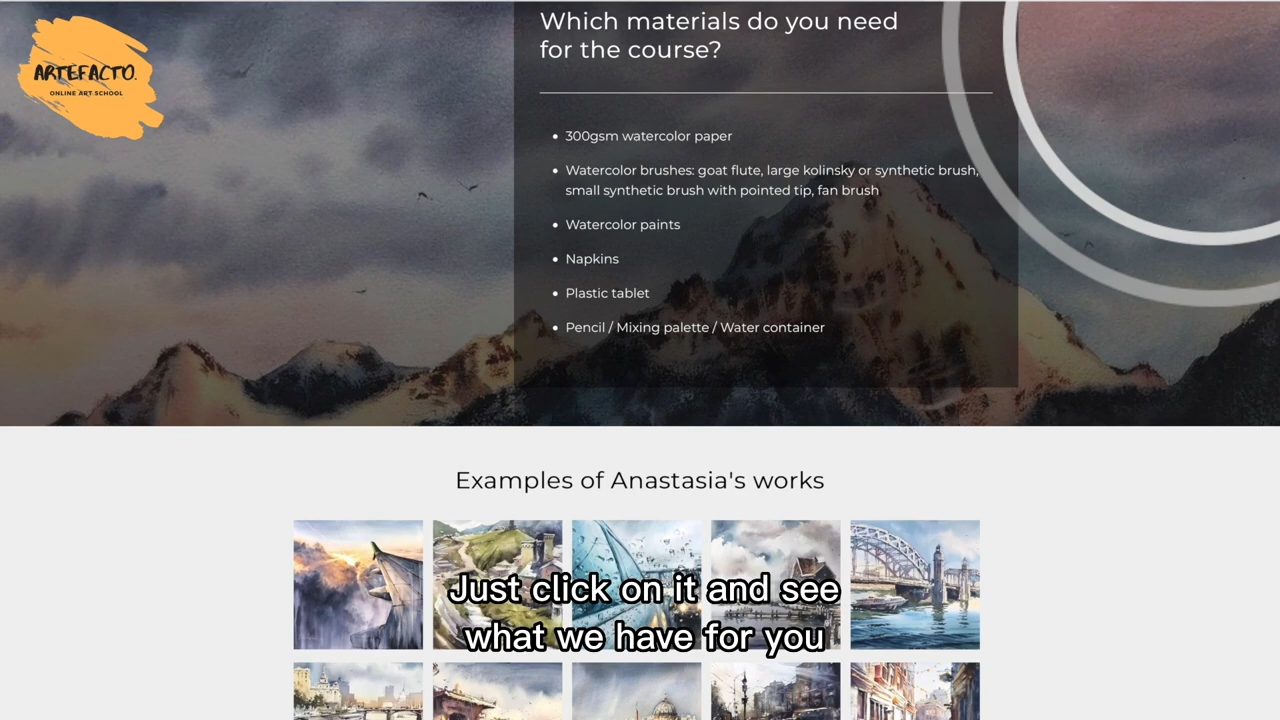 ARTEFACTO.
ONLINE ART SCHOOL
Which materials do you need
for the course?
300gsm watercolor paper
Watercolor brushes: goat flute, large kolinsky or synthetic brush,
small synthetic brush with pointed tip, fan brush
Watercolor paints
Napkins
Plastic tablet
Pencil / Mixing palette / Water container
Examples of Anastasia's works
Just click on it and see
what we have for you